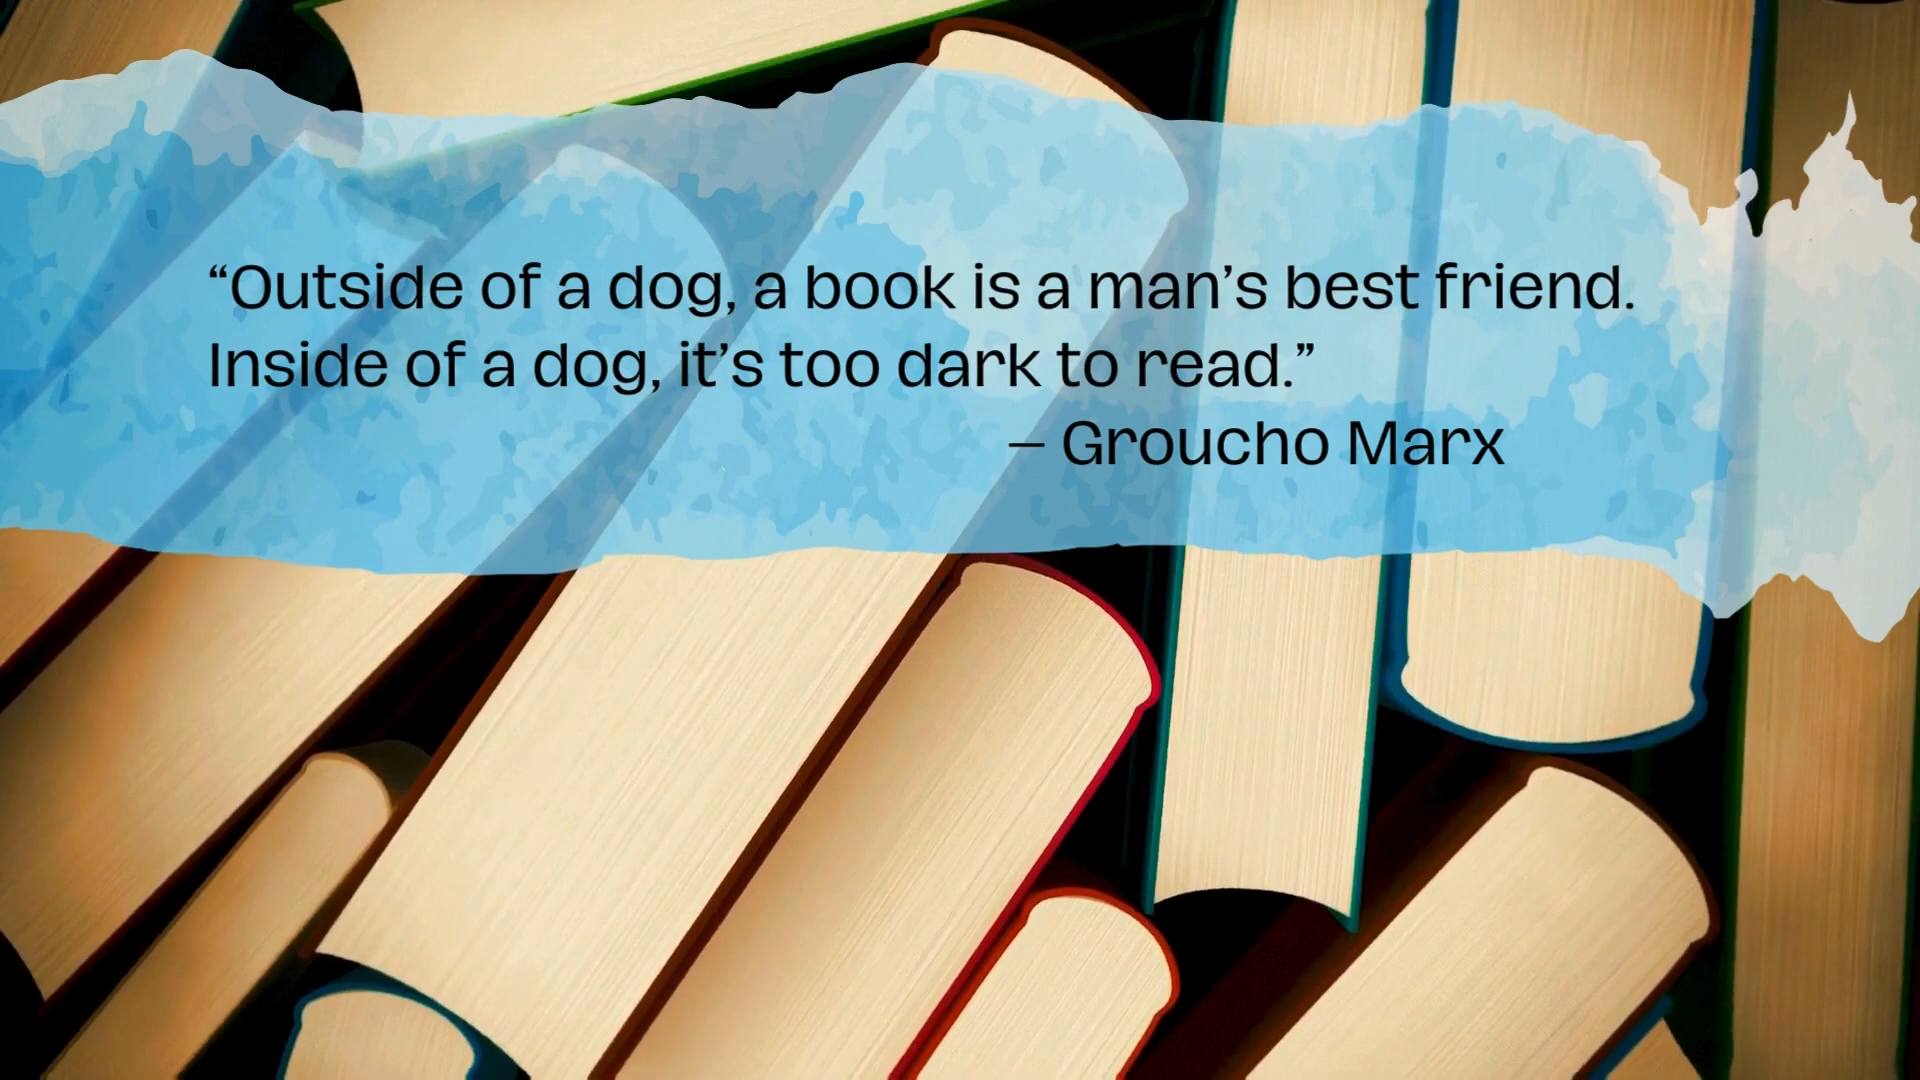 “Outside of a dog, a book is a man’s best friend.
Inside of a dog, it’s too dark to read.”
– Groucho Marx